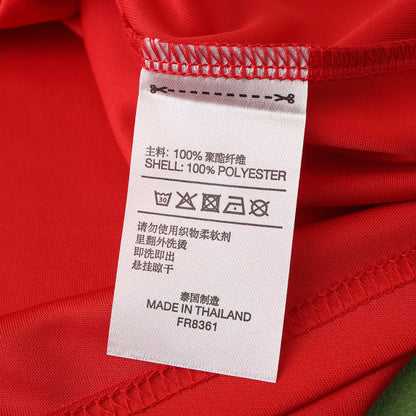 主料: 100% 聚酯纤维
SHELL: 100% POLYESTER
30
请勿使用织物柔软剂
里翻外洗烫
即洗即出
悬挂晾干
泰国制造
MADE IN THAILAND
FR8361